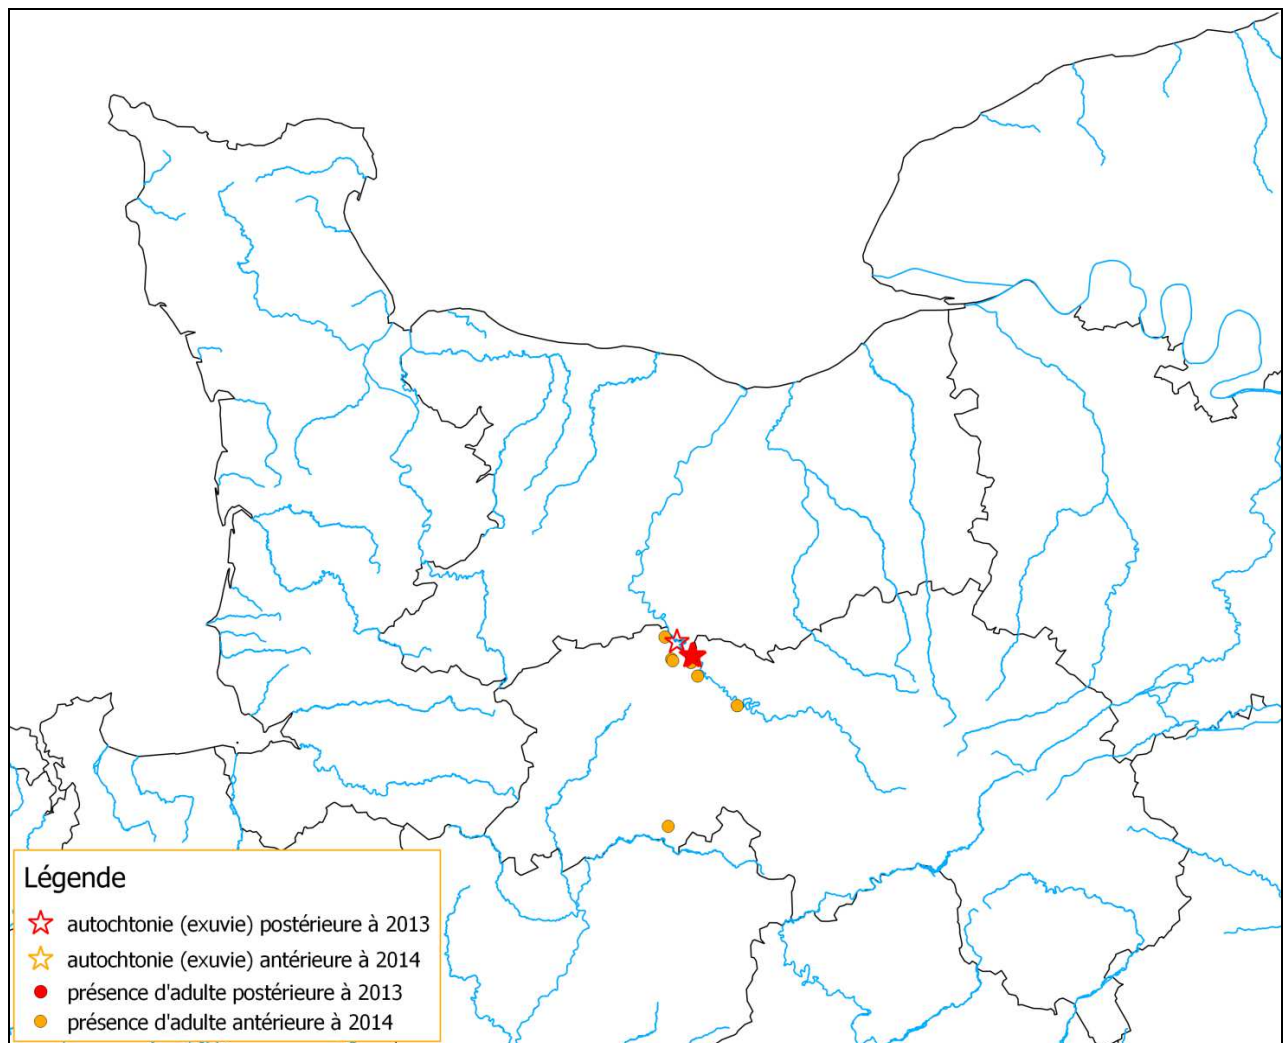 Légende
autochtonie (exuvie) postérieure à 2013
autochtonie (exuvie) antérieure à 2014
présence d'adulte postérieure à 2013
présence d'adulte antérieure à 2014